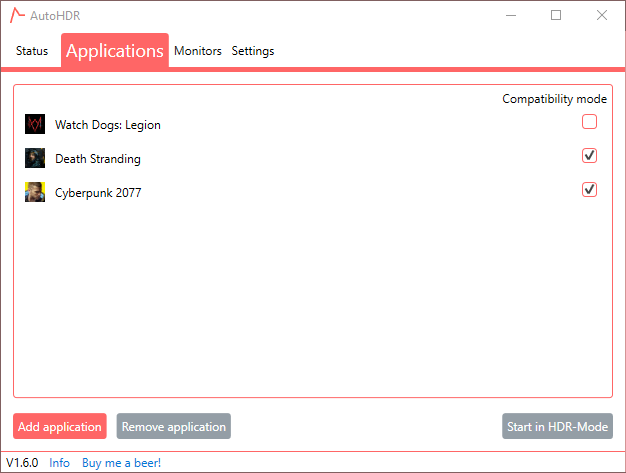 AutoHDR
Status Applications Monitors Settings
Compatibility mode
Watch Dogs: Legion
Death Stranding
Cyberpunk 2077
Add application Remove application Start in HDR-Mode
V1.6.0 Info Buy me a beer!